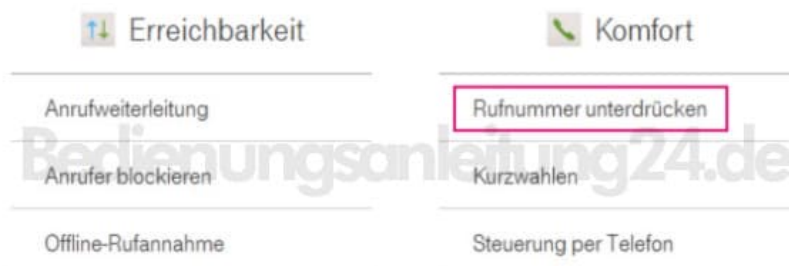 Erreichbarkeit
Anrufweiterleitung
Anrufer blockieren
Offline-Rufannahme
Komfort
Rufnummer unterdrücken
Kurzwahlen
Steuerung per Telefon
Bedienungsanleitung24.de